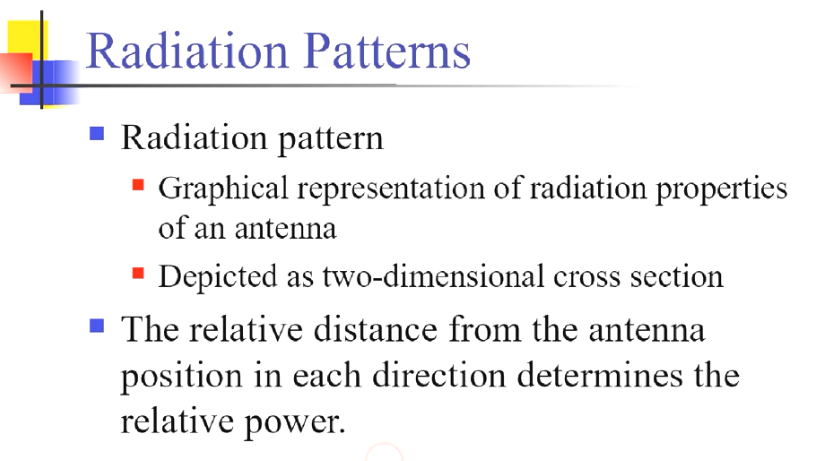 Radiation Patterns
Radiation pattern
Graphical representation of radiation properties
of an antenna
Depicted as two-dimensional cross section
The relative distance from the antenna
position in each direction determines the
relative power.